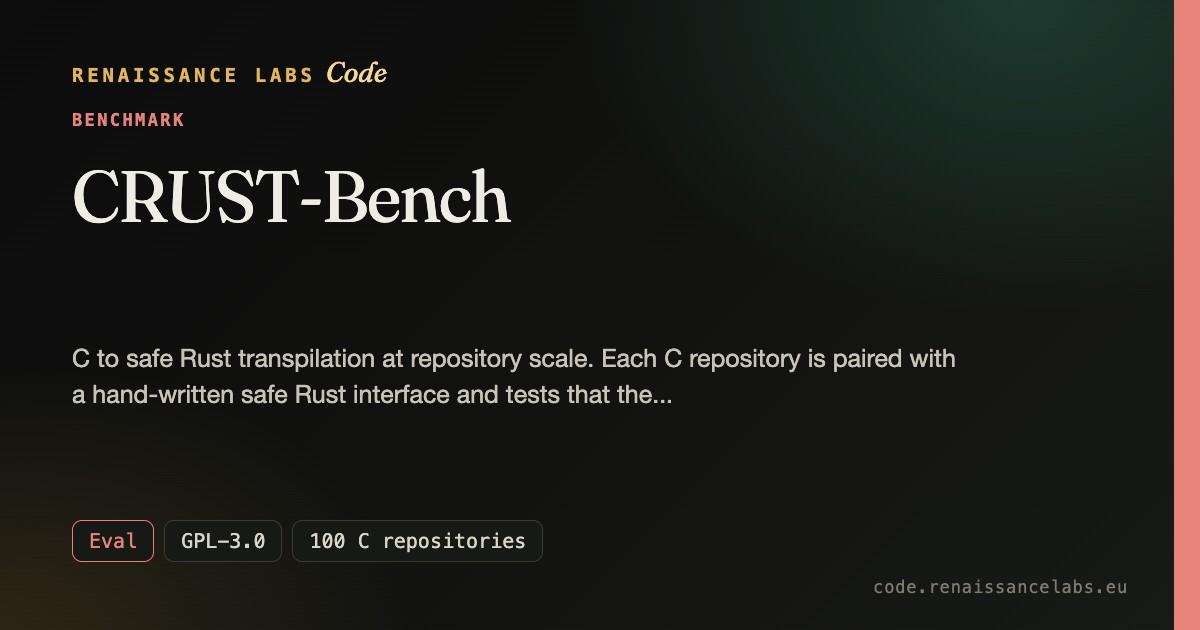 RENAISSANCE LABS Code
BENCHMARK
CRUST-Bench
C to safe Rust transpilation at repository scale. Each C repository is paired with
a hand-written safe Rust interface and tests that the...
Eval
GPL-3.0
100 C repositories
code.renaissancelabs.eu